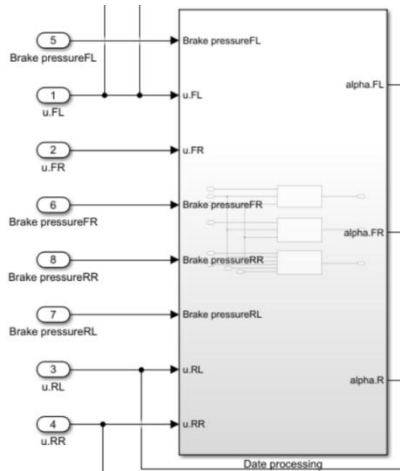 5
Brake pressureFL
Brake pressureFL
1
u.FL
u.FL
alpha.FL
2
u.FR
u.FR
6
Brake pressureFR
Brake pressureFR
alpha.FR
8
Brake pressureRR
Brake pressureRR
7
Brake pressureRL
Brake pressureRL
3
u.RL
u.RL
alpha.R
4
u.RR
u.RR
Date processing